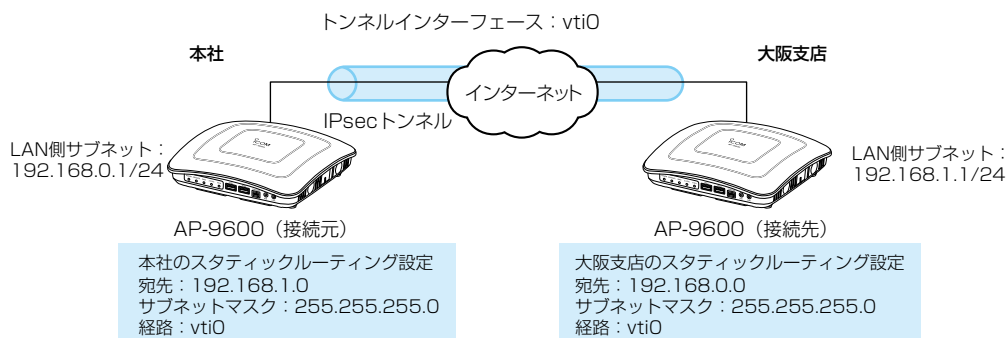 トンネルインターフェース：vti0
本社
大阪支店
インターネット
IPsecトンネル
LAN側サブネット：
192.168.0.1/24
LAN側サブネット：
192.168.1.1/24
ICOM
ICOM
AP-9600（接続元）
AP-9600（接続先）
本社のスタティックルーティング設定
宛先：192.168.1.0
サブネットマスク：255.255.255.0
経路：vti0
大阪支店のスタティックルーティング設定
宛先：192.168.0.0
サブネットマスク：255.255.255.0
経路：vti0